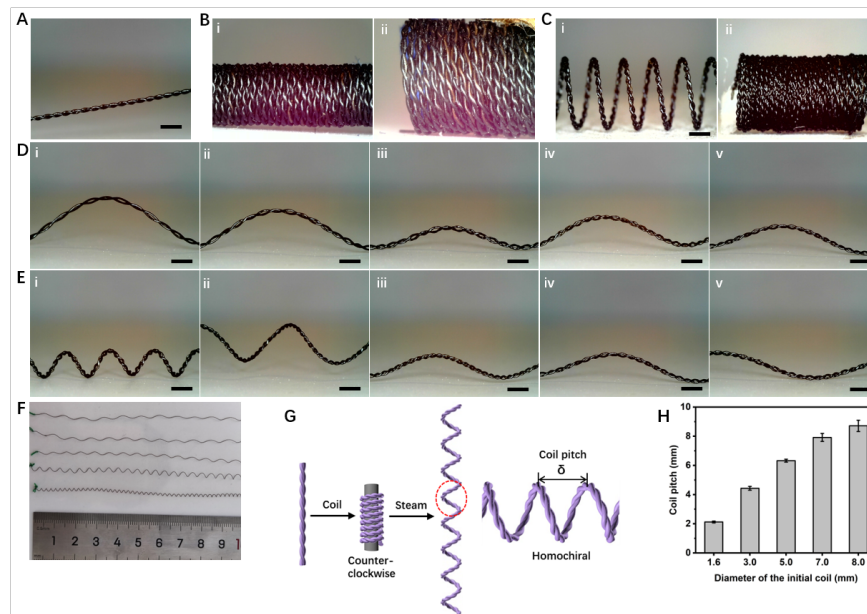 A
B
i
ii
C
i
ii
D
i
ii
iii
iv
v
E
i
ii
iii
iv
v
F
1 2 3 4 5 6 7 8 9 1
G
Coil
Steam
Counter-
clockwise
Coil pitch
δ
Homochiral
H
Coil pitch (mm)
10
8
6
4
2
0
1.6 3.0 5.0 7.0 8.0
Diameter of the initial coil (mm)